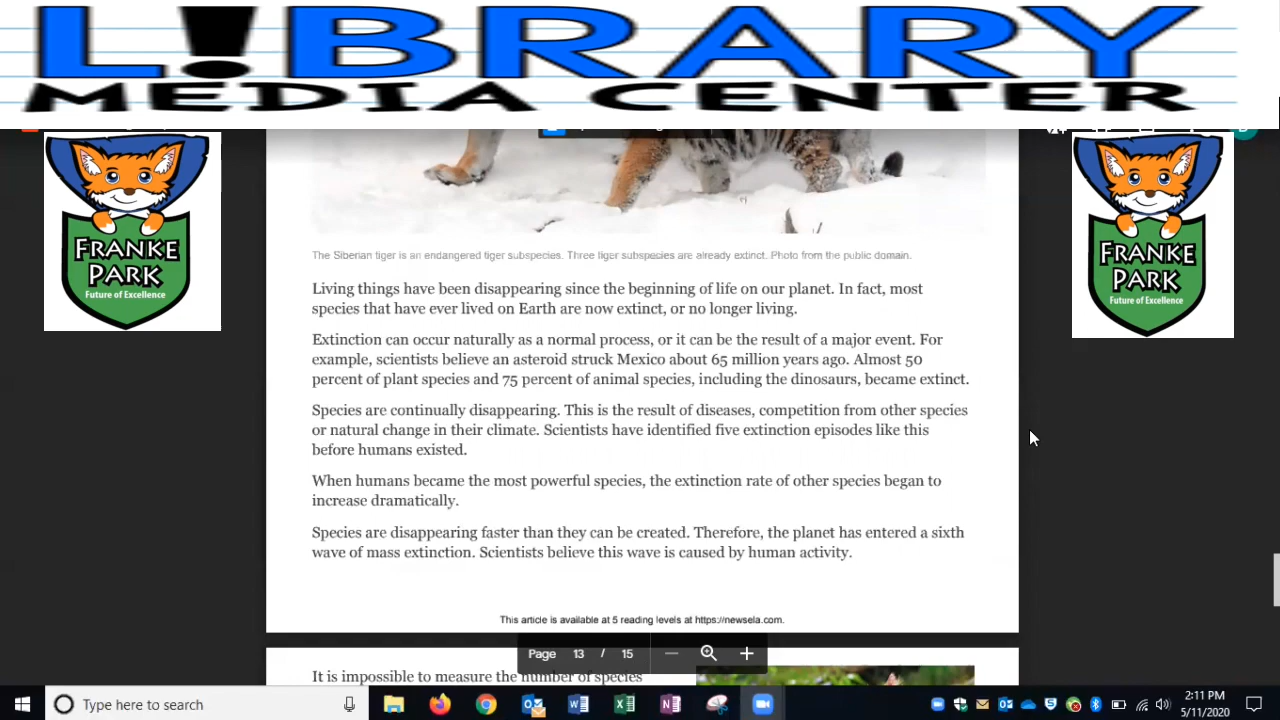 L!BRARY
MEDIA CENTER
FRANKE
PARK
Future of Excellence
FRANKE
PARK
Future of Excellence
The Siberian tiger is an endangered tiger subspecies. Three tiger subspecies are already extinct. Photo from the public domain.
Living things have been disappearing since the beginning of life on our planet. In fact, most
species that have ever lived on Earth are now extinct, or no longer living.
Extinction can occur naturally as a normal process, or it can be the result of a major event. For
example, scientists believe an asteroid struck Mexico about 65 million years ago. Almost 50
percent of plant species and 75 percent of animal species, including the dinosaurs, became extinct.
Species are continually disappearing. This is the result of diseases, competition from other species
or natural change in their climate. Scientists have identified five extinction episodes like this
before humans existed.
When humans became the most powerful species, the extinction rate of other species began to
increase dramatically.
Species are disappearing faster than they can be created. Therefore, the planet has entered a sixth
wave of mass extinction. Scientists believe this wave is caused by human activity.
This article is available at 5 reading levels at https://newsela.com.
Page 13 / 15
It is impossible to measure the number of species
Type here to search
2:11 PM
5/11/2020